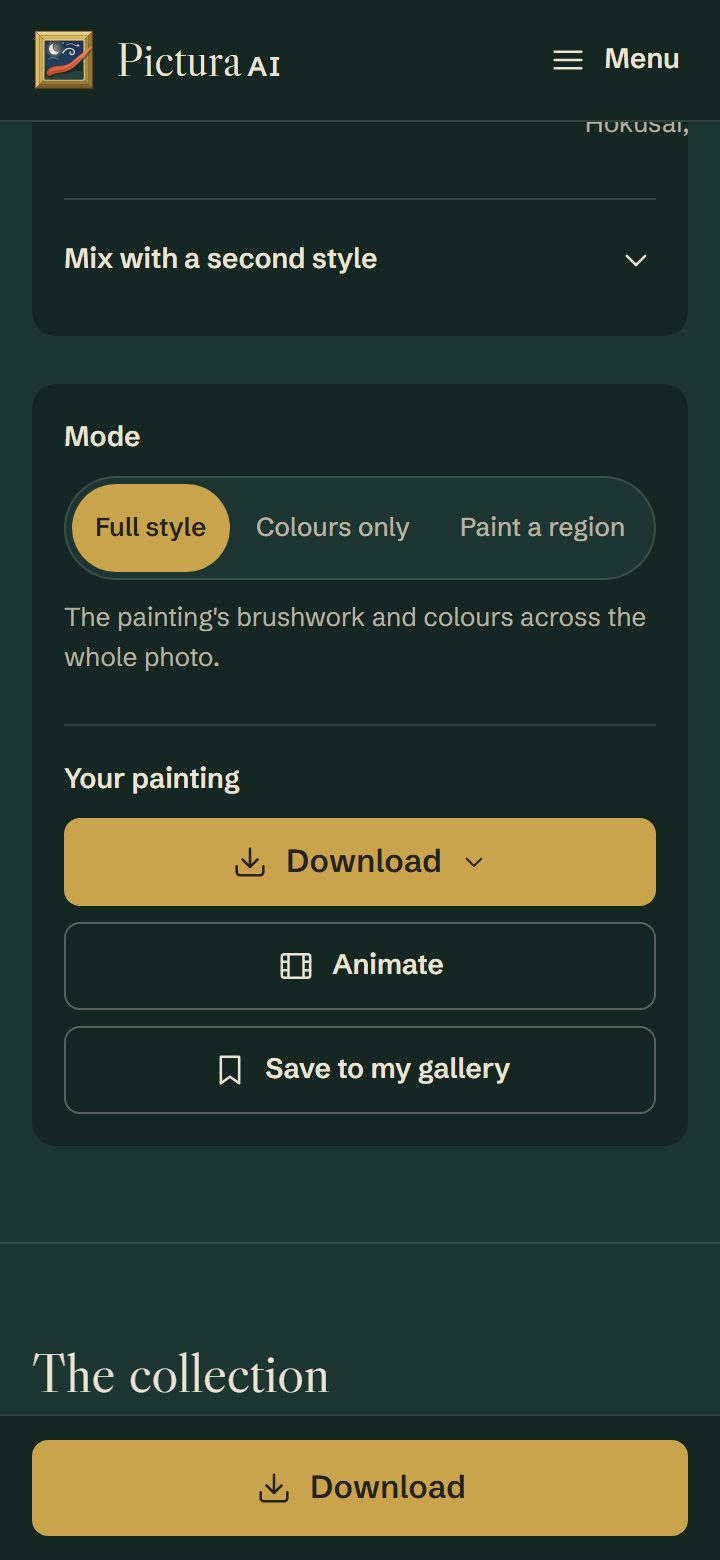 Pictura AI
Menu
Hokusai,
Mix with a second style
Mode
Full style
Colours only
Paint a region
The painting's brushwork and colours across the
whole photo.
Your painting
Download
Animate
Save to my gallery
The collection
Download